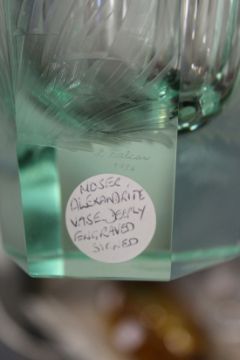 MOSER,
ALEXANDRITE
VASE, DEEPLY
ENGRAVED
SIGNED